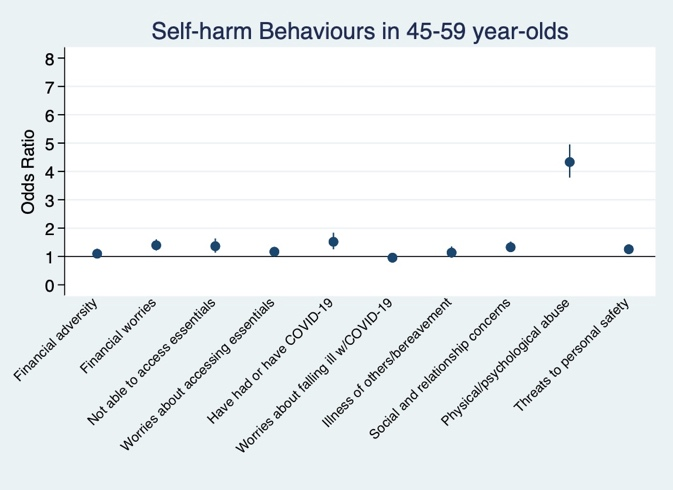 Self-harm Behaviours in 45-59 year-olds
Odds Ratio
8
7
6
5
4
3
2
1
0
Financial adversity
Financial worries
Not able to access essentials
Worries about accessing essentials
Have had or have COVID-19
Worries about falling ill w/COVID-19
Illness of others/bereavement
Social and relationship concerns
Physical/psychological abuse
Threats to personal safety